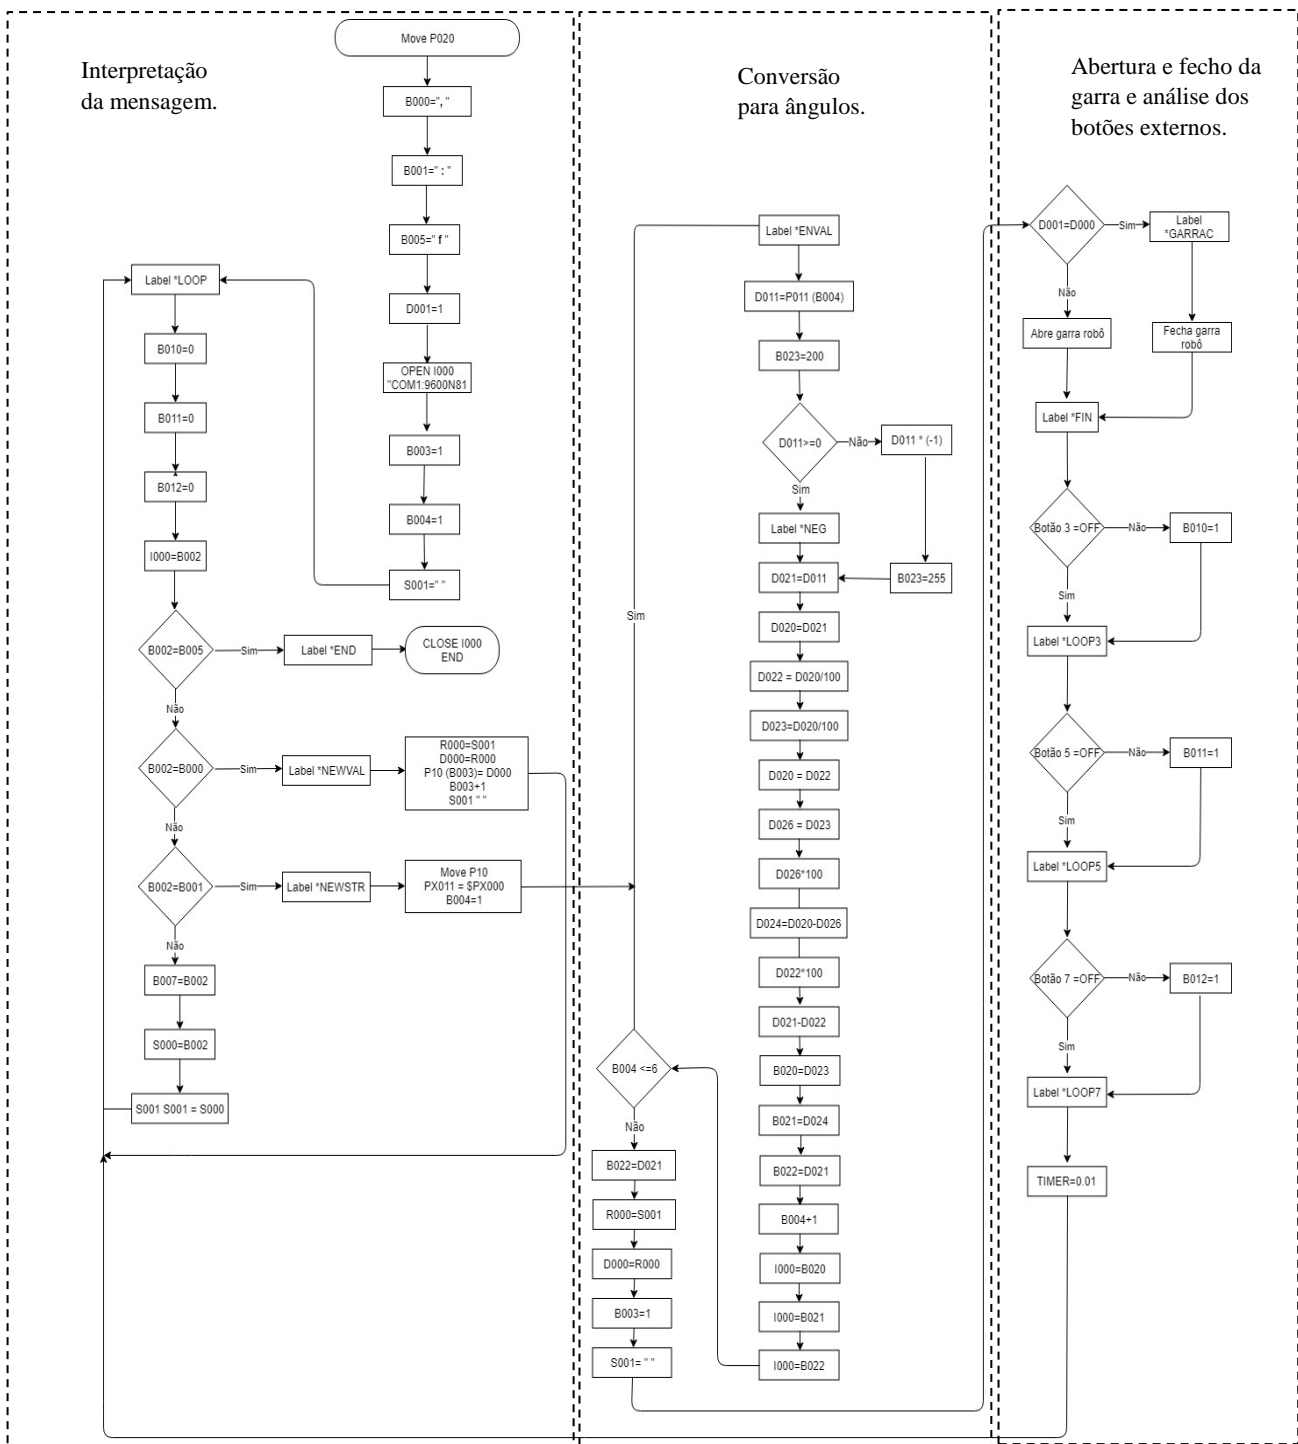 Interpretação
da mensagem.
Move P020
B000=", "
B001=" : "
B005=" f "
D001=1
OPEN I000
"COM1:9600N81
B003=1
B004=1
S001=" "
Label *LOOP
B010=0
B011=0
B012=0
I000=B002
B002=B005
Sim
Label *END
CLOSE I000
END
Não
B002=B000
Sim
Label *NEWVAL
R000=S001
D000=R000
P10 (B003)= D000
B003+1
S001 " "
Não
B002=B001
Sim
Label *NEWSTR
Move P10
PX011 = $PX000
B004=1
Não
B007=B002
S000=B002
S001 S001 = S000
Conversão
para ângulos.
Label *ENVAL
D011=P011 (B004)
B023=200
D011>=0
Não
D011 * (-1)
Sim
Label *NEG
D021=D011
B023=255
D020=D021
D022 = D020/100
D023=D020/100
D020 = D022
D026 = D023
D026*100
D024=D020-D026
D022*100
D021-D022
B020=D023
B021=D024
B022=D021
B004+1
I000=B020
I000=B021
I000=B022
Sim
B004 <=6
Não
B022=D021
R000=S001
D000=R000
B003=1
S001= " "
Abertura e fecho da
garra e análise dos
botões externos.
D001=D000
Sim
Label
*GARRAC
Não
Abre garra robô
Fecha garra
robô
Label *FIN
Botão 3 =OFF
Não
B010=1
Sim
Label *LOOP3
Botão 5 =OFF
Não
B011=1
Sim
Label *LOOP5
Botão 7 =OFF
Não
B012=1
Sim
Label *LOOP7
TIMER=0.01